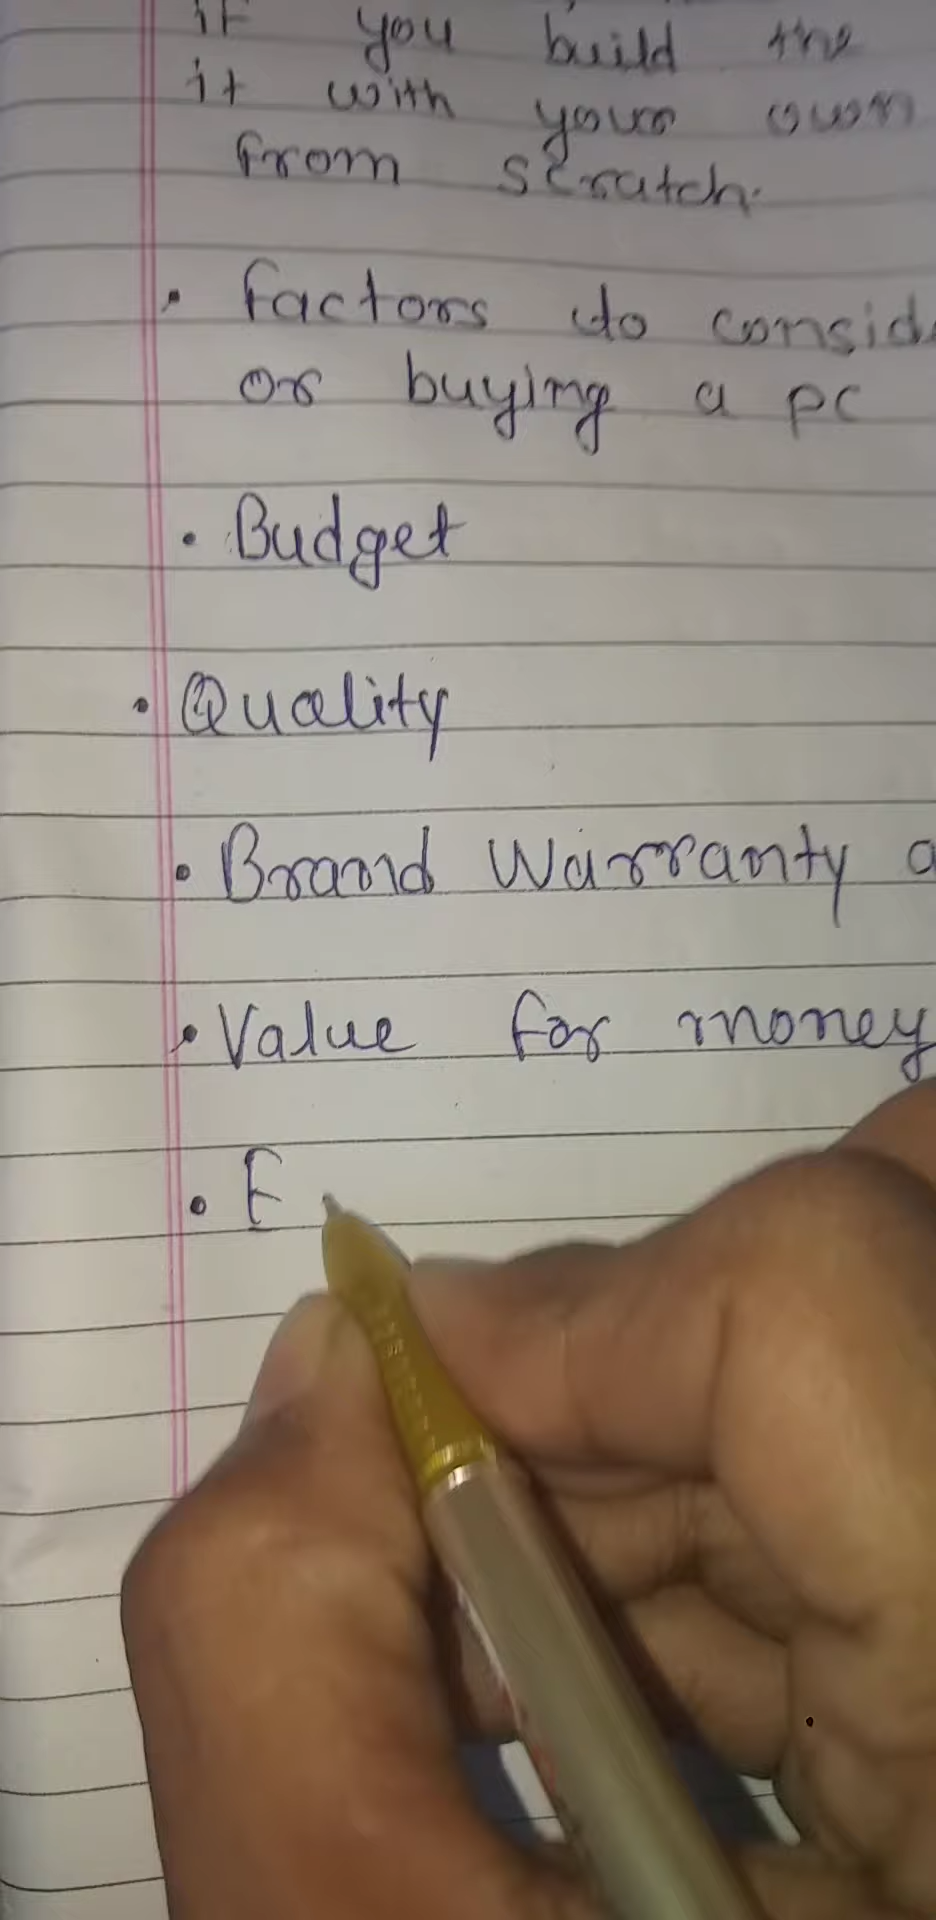 if you build the
it with your own
from scratch.
• factors to consid
or buying a pc
• Budget
• Quality
• Brand Warranty a
• Value for money
• F